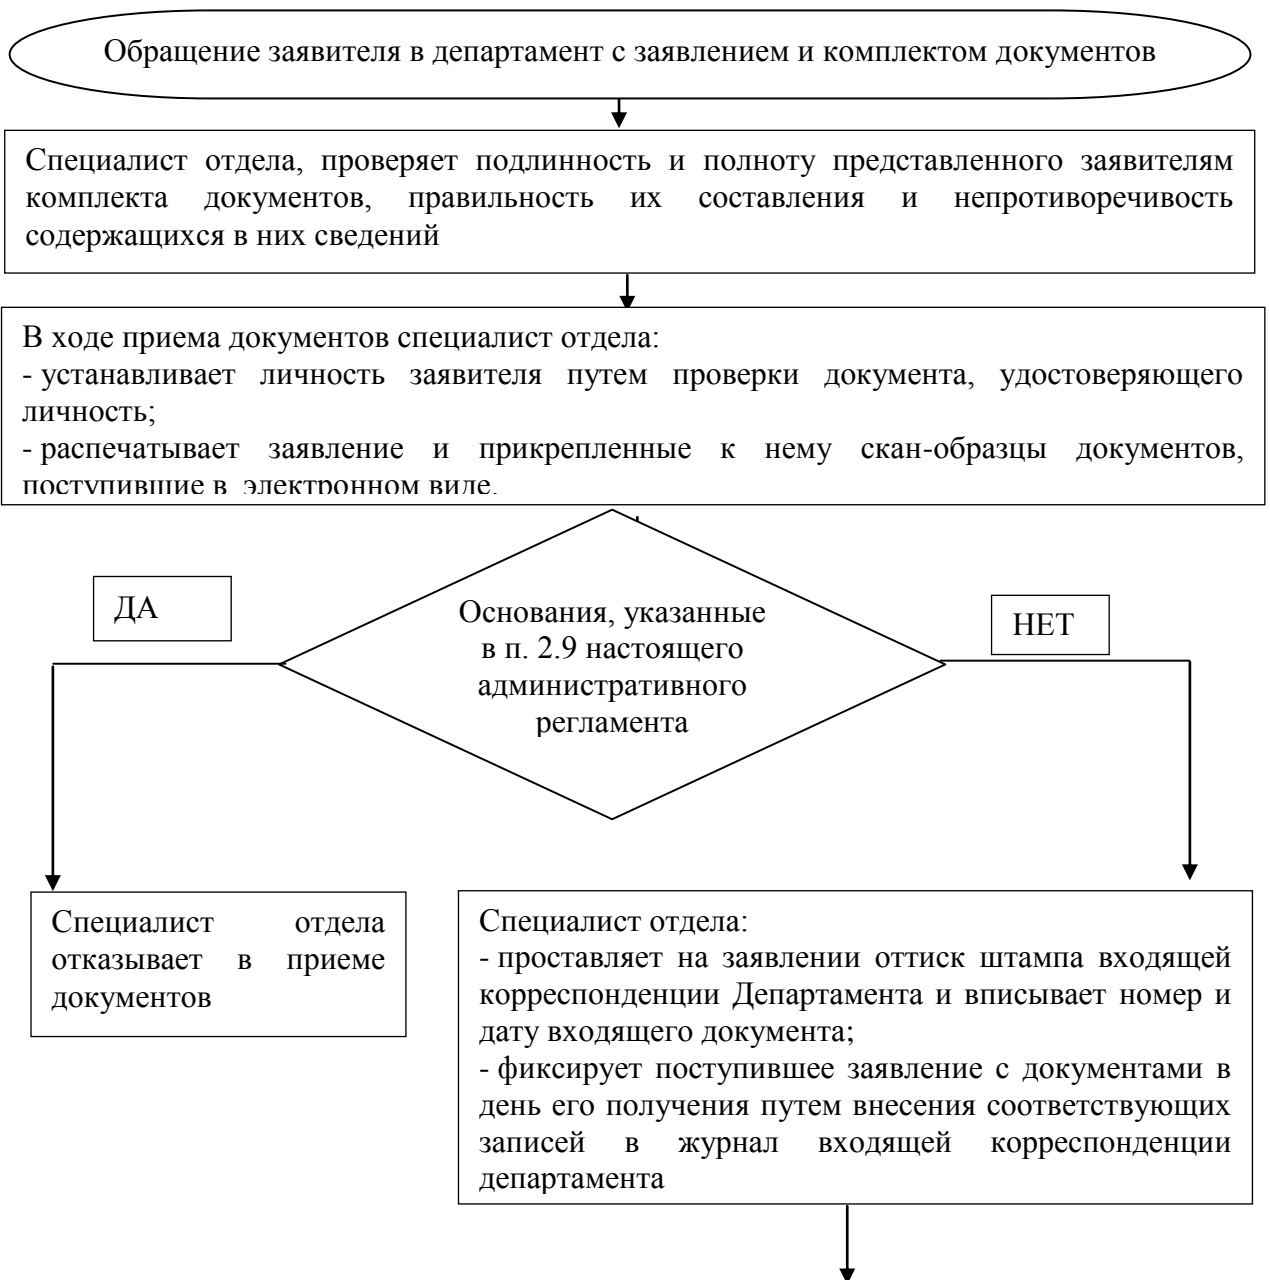 Обращение заявителя в департамент с заявлением и комплектом документов
Специалист отдела, проверяет подлинность и полноту представленного заявителям
комплекта документов, правильность их составления и непротиворечивость
содержащихся в них сведений
В ходе приема документов специалист отдела:
- устанавливает личность заявителя путем проверки документа, удостоверяющего
личность;
- распечатывает заявление и прикрепленные к нему скан-образцы документов,
поступившие в электронном виде.
ДА
Основания, указанные
в п. 2.9 настоящего
административного
регламента
НЕТ
Специалист отдела
отказывает в приеме
документов
Специалист отдела:
- проставляет на заявлении оттиск штампа входящей
корреспонденции Департамента и вписывает номер и
дату входящего документа;
- фиксирует поступившее заявление с документами в
день его получения путем внесения соответствующих
записей в журнал входящей корреспонденции
департамента